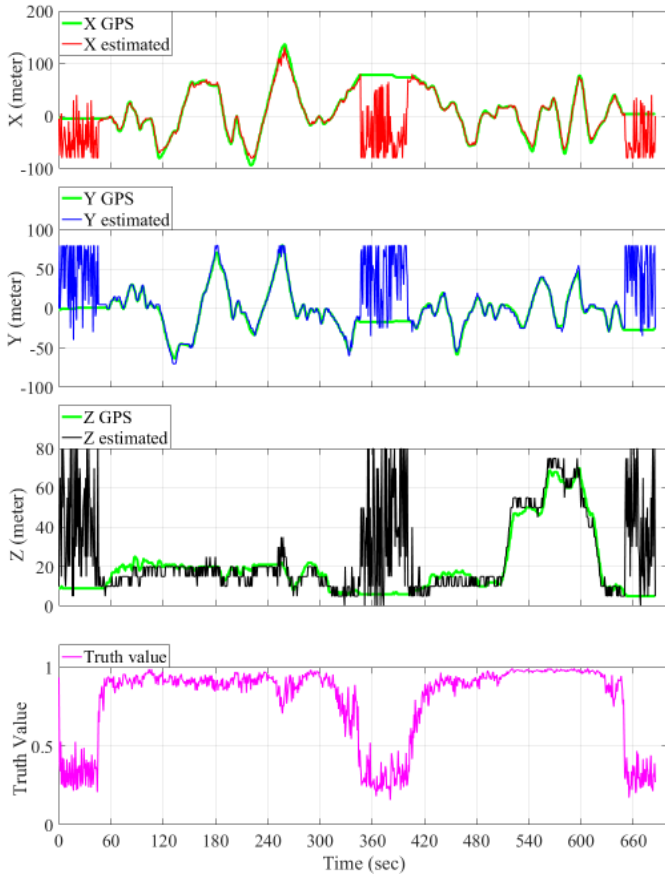 200
100
0
-100
X (meter)
X GPS
X estimated
100
50
0
-50
-100
Y (meter)
Y GPS
Y estimated
80
60
40
20
0
Z (meter)
Z GPS
Z estimated
1
0.5
0
Truth Value
Truth value
0 60 120 180 240 300 360 420 480 540 600 660
Time (sec)